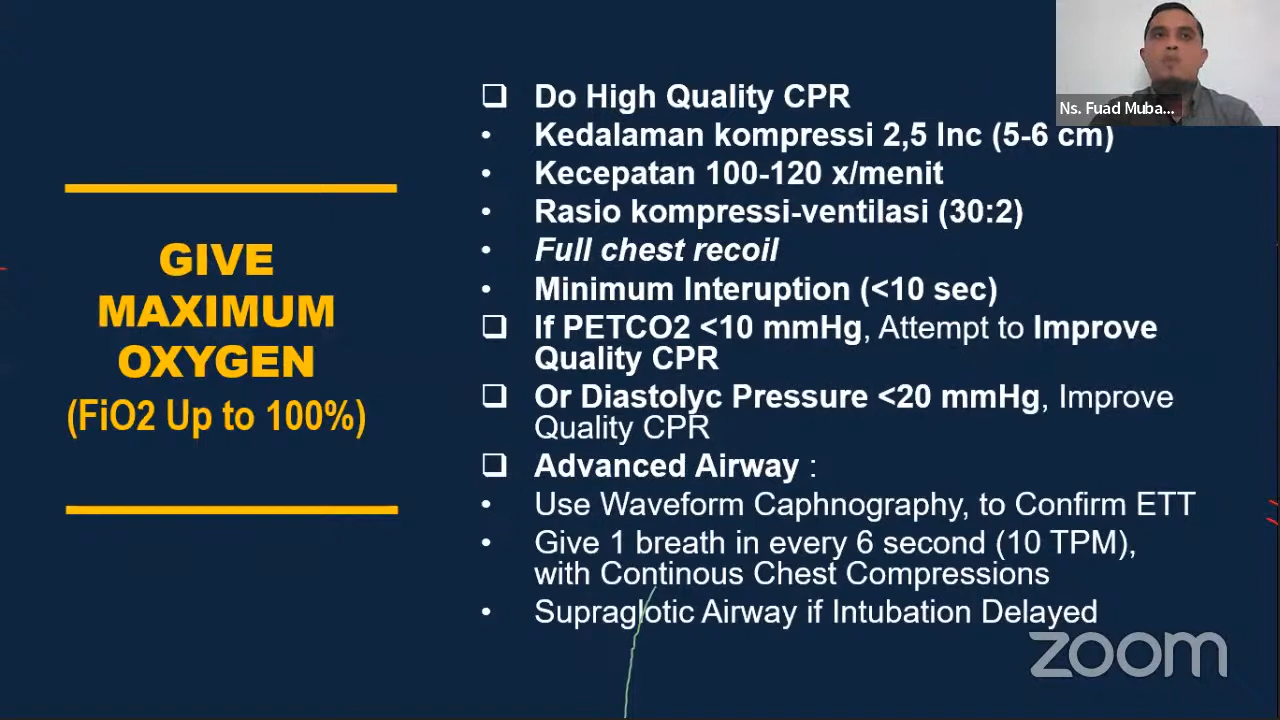 Ns. Fuad Muba...
Do High Quality CPR
Kedalaman kompressi 2,5 Inc (5-6 cm)
Kecepatan 100-120 x/menit
Rasio kompressi-ventilasi (30:2)
Full chest recoil
Minimum Interuption (<10 sec)
If PETCO2 <10 mmHg, Attempt to Improve
Quality CPR
Or Diastolyc Pressure <20 mmHg, Improve
Quality CPR
Advanced Airway :
Use Waveform Caphnography, to Confirm ETT
Give 1 breath in every 6 second (10 TPM),
with Continous Chest Compressions
Supraglotic Airway if Intubation Delayed
GIVE
MAXIMUM
OXYGEN
(FiO2 Up to 100%)
zoom